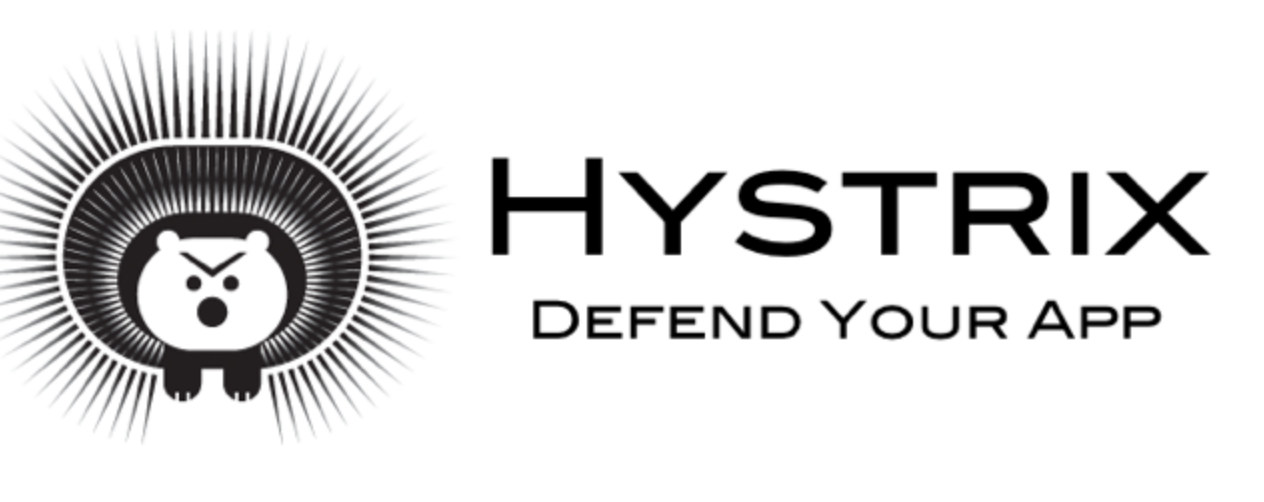 HYSTRIX
DEFEND YOUR APP